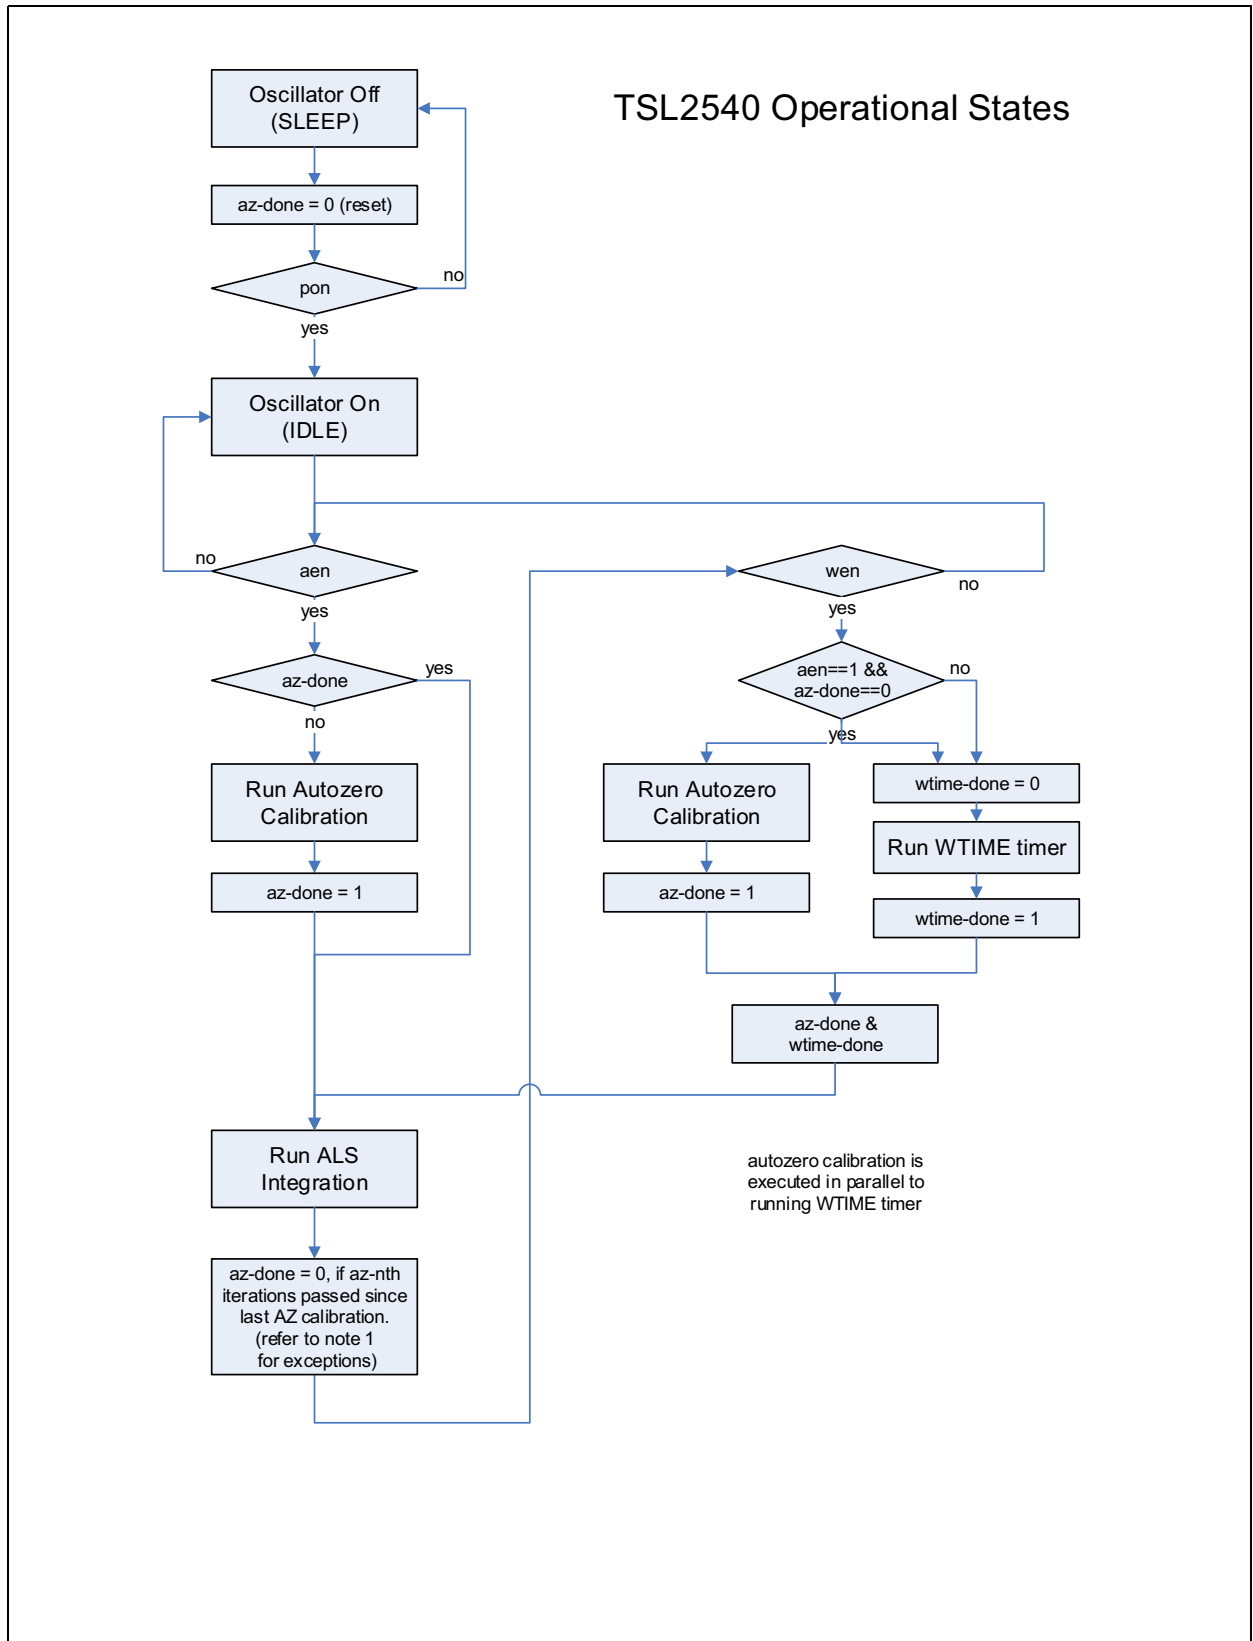 TSL2540 Operational States
Oscillator Off
(SLEEP)
az-done = 0 (reset)
pon
no
yes
Oscillator On
(IDLE)
no
aen
yes
az-done
yes
no
Run Autozero
Calibration
az-done = 1
wen
no
yes
aen==1 &&
az-done==0
no
yes
Run Autozero
Calibration
az-done = 1
wtime-done = 0
Run WTIME timer
wtime-done = 1
az-done &
wtime-done
Run ALS
Integration
autozero calibration is
executed in parallel to
running WTIME timer
az-done = 0, if az-nth
iterations passed since
last AZ calibration.
(refer to note 1
for exceptions)